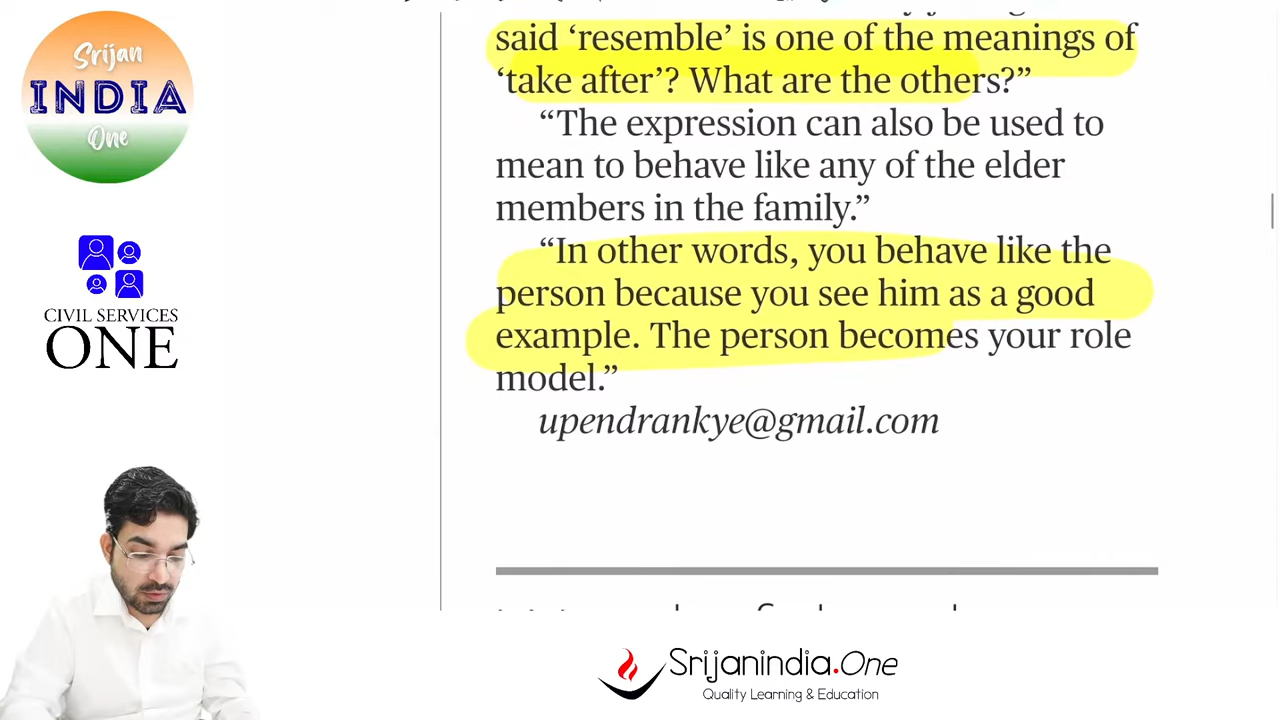 Srijan
INDIA
One
CIVIL SERVICES
ONE
said ‘resemble’ is one of the meanings of
‘take after’? What are the others?”
“The expression can also be used to
mean to behave like any of the elder
members in the family.”
“In other words, you behave like the
person because you see him as a good
example. The person becomes your role
model.”
upendrankye@gmail.com
Srijanindia.One
Quality Learning & Education